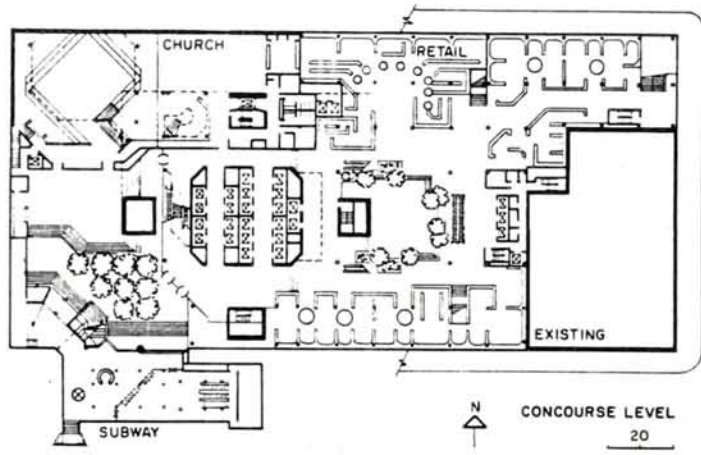 CHURCH
RETAIL
EXISTING
SUBWAY
N
CONCOURSE LEVEL
20